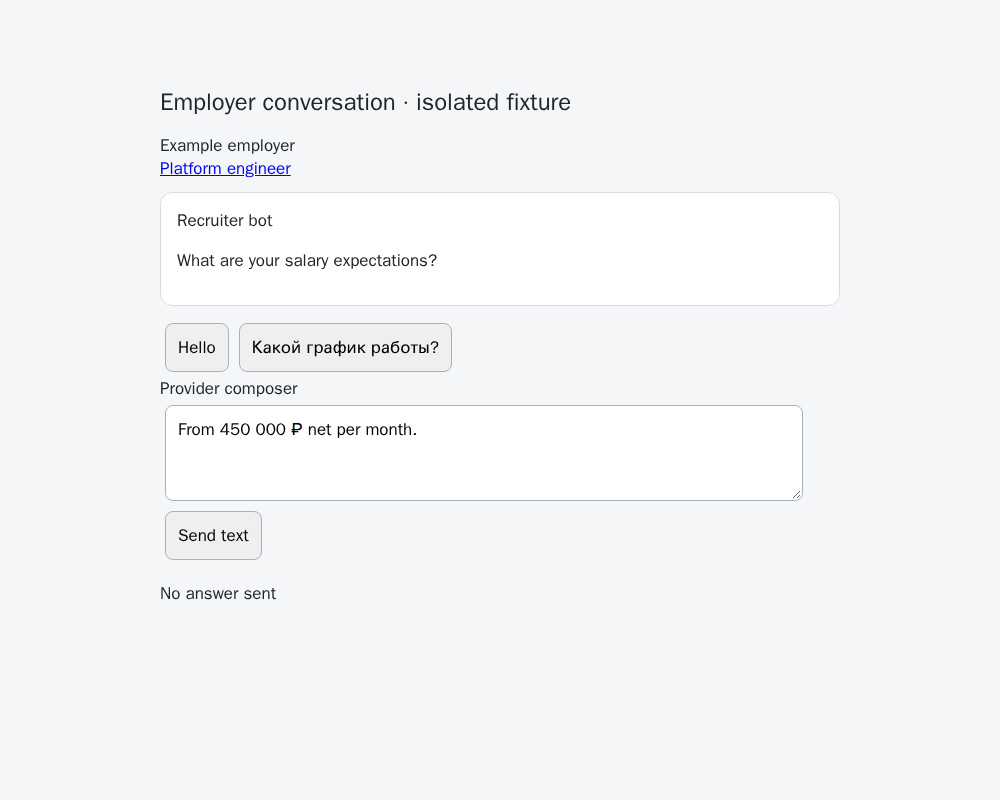 Employer conversation · isolated fixture
Example employer
Platform engineer
Recruiter bot
What are your salary expectations?
Hello
Какой график работы?
Provider composer
From 450 000 ₽ net per month.
Send text
No answer sent